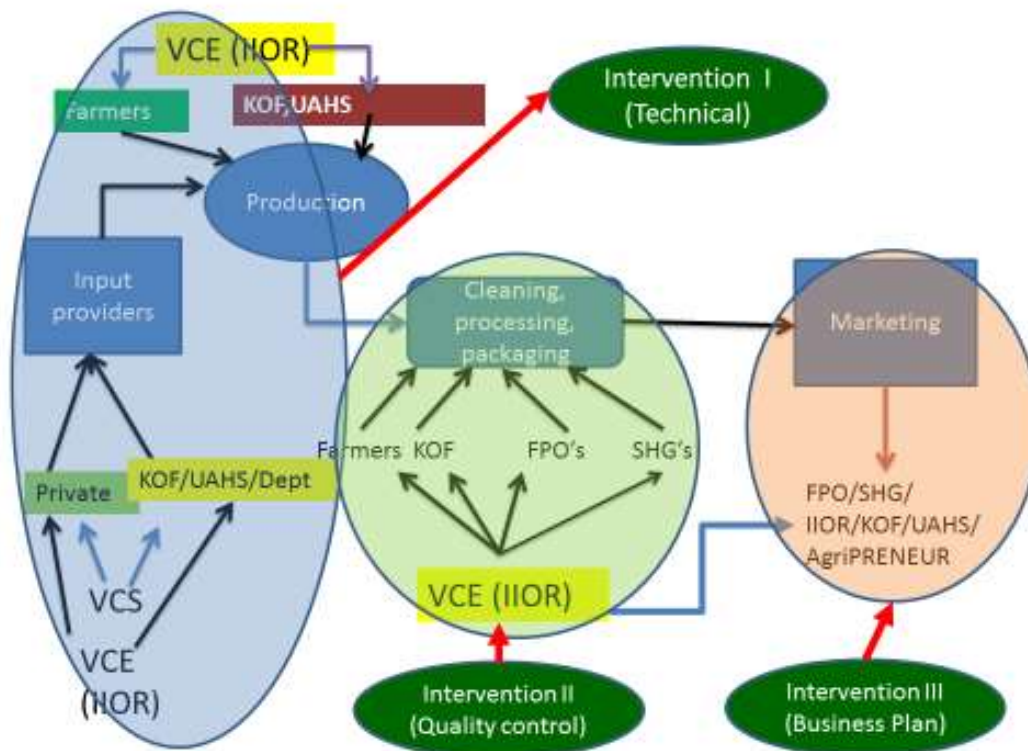 VCE (IIOR)
Farmers
KOF,UAHS
Intervention I
(Technical)
Production
Input
providers
Cleaning,
processing,
packaging
Marketing
Farmers
KOF
FPO's
SHG's
Private
KOF/UAHS/Dept
FPO/SHG/
IIOR/KOF/UAHS/
AgriPRENEUR
VCS
VCE (IIOR)
VCE
(IIOR)
Intervention II
(Quality control)
Intervention III
(Business Plan)